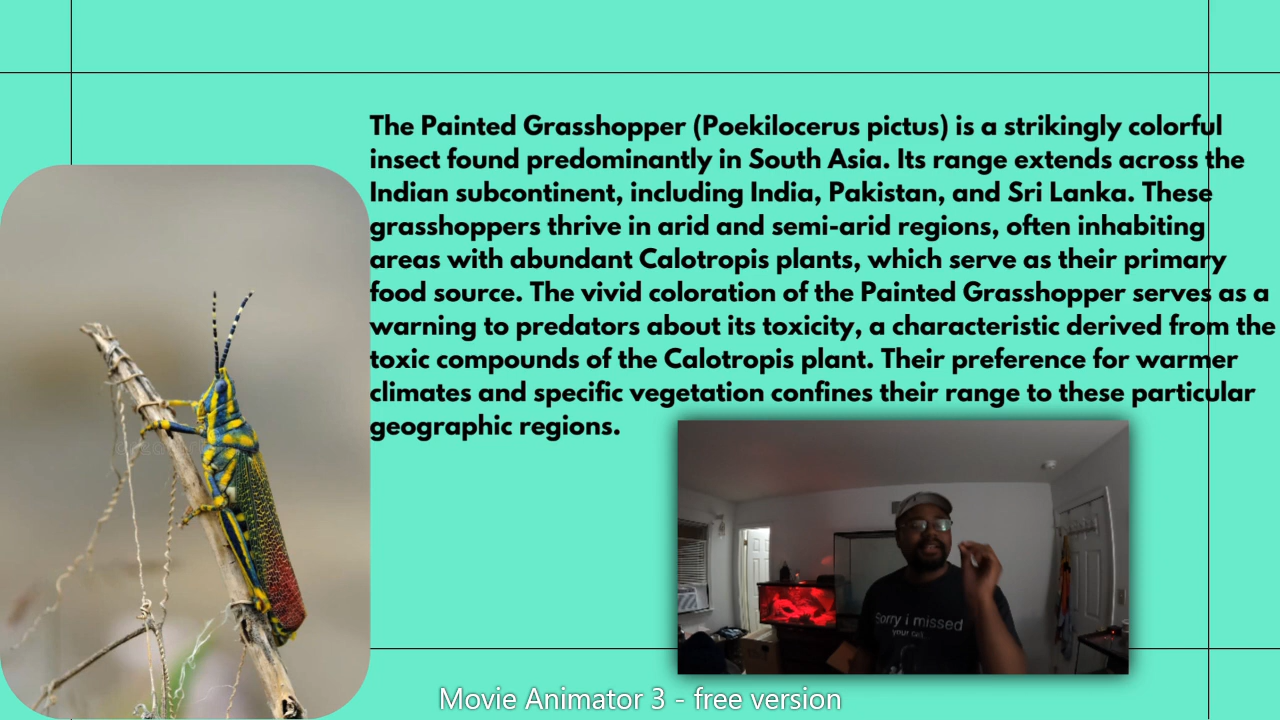 The Painted Grasshopper (Poekilocerus pictus) is a strikingly colorful
insect found predominantly in South Asia. Its range extends across the
Indian subcontinent, including India, Pakistan, and Sri Lanka. These
grasshoppers thrive in arid and semi-arid regions, often inhabiting
areas with abundant Calotropis plants, which serve as their primary
food source. The vivid coloration of the Painted Grasshopper serves as a
warning to predators about its toxicity, a characteristic derived from the
toxic compounds of the Calotropis plant. Their preference for warmer
climates and specific vegetation confines their range to these particular
geographic regions.
Sorry i missed
your call...
Movie Animator 3 - free version